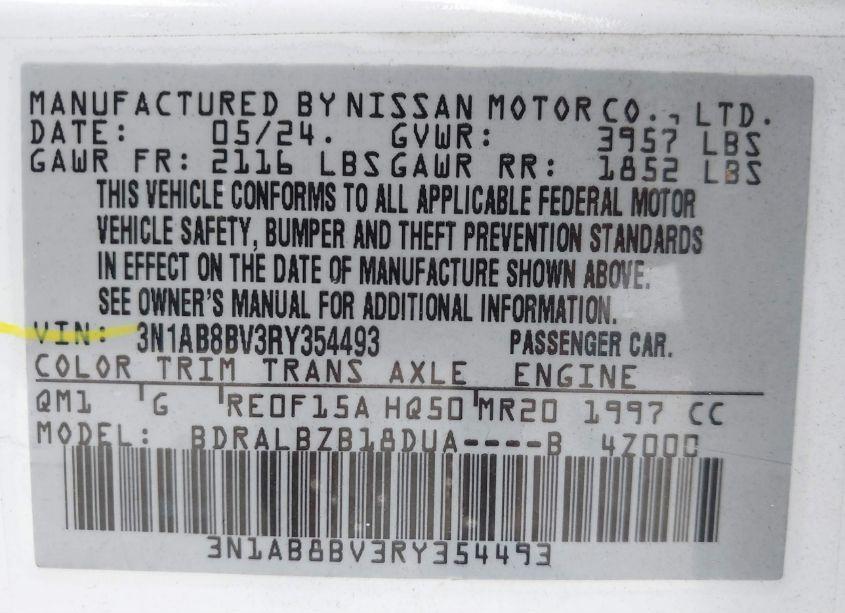 MANUFACTURED BY NISSAN MOTOR CO., LTD.
DATE: 05/24. GVWR: 3957 LBS
GAWR FR: 2116 LBS GAWR RR: 1852 LBS
THIS VEHICLE CONFORMS TO ALL APPLICABLE FEDERAL MOTOR
VEHICLE SAFETY, BUMPER AND THEFT PREVENTION STANDARDS
IN EFFECT ON THE DATE OF MANUFACTURE SHOWN ABOVE.
SEE OWNER'S MANUAL FOR ADDITIONAL INFORMATION.
VIN: 3N1AB8BV3RY354493 PASSENGER CAR.
COLOR TRIM TRANS AXLE ENGINE
QM1 G RE0F15A HQ50 MR20 1997 CC
MODEL: BDRALBZB18DUA----B 4Z000
3N1AB8BV3RY354493